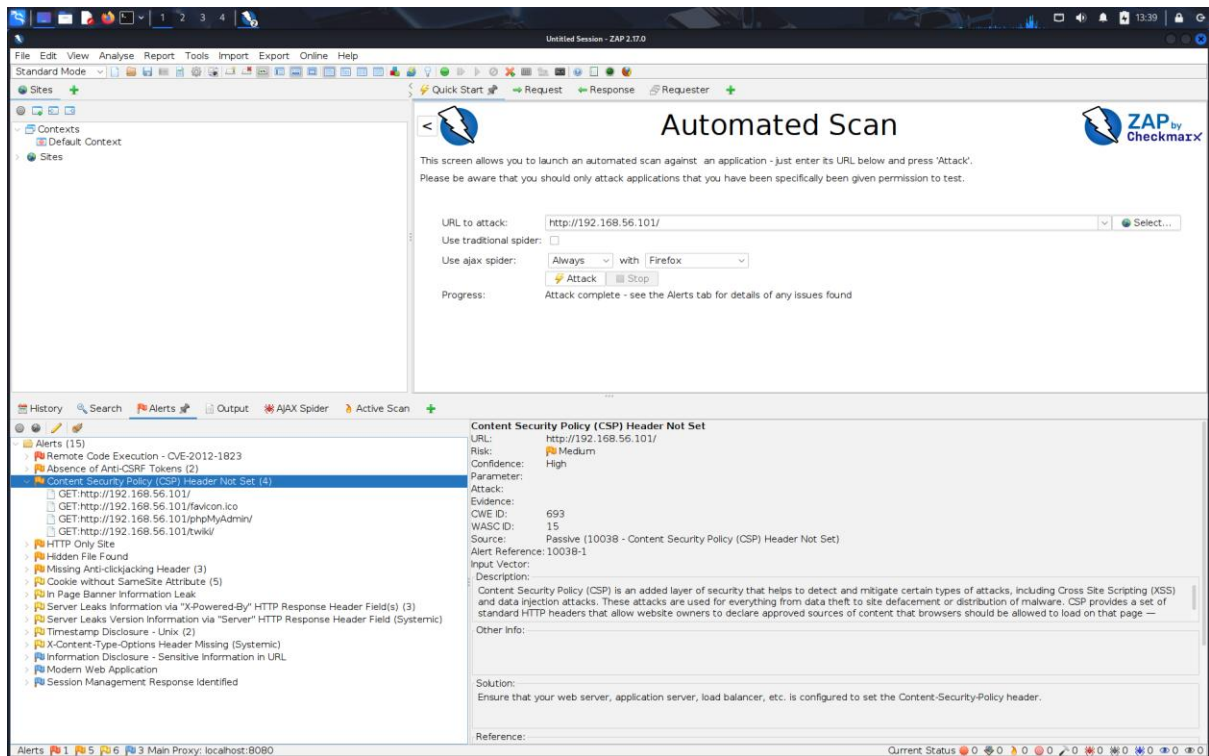 1 2 3 4
13:39
Untitled Session - ZAP 2.17.0
File Edit View Analyse Report Tools Import Export Online Help
Standard Mode
Sites
Quick Start Request Response Requester
Contexts
Default Context
Sites
<
Automated Scan
ZAP by Checkmarx
This screen allows you to launch an automated scan against an application - just enter its URL below and press 'Attack'.
Please be aware that you should only attack applications that you have been specifically been given permission to test.
URL to attack: http://192.168.56.101/ Select...
Use traditional spider:
Use ajax spider: Always with Firefox
Attack Stop
Progress: Attack complete - see the Alerts tab for details of any issues found
History Search Alerts Output AJAX Spider Active Scan
Alerts (15)
Remote Code Execution - CVE-2012-1823
Absence of Anti-CSRF Tokens (2)
Content Security Policy (CSP) Header Not Set (4)
GET:http://192.168.56.101/
GET:http://192.168.56.101/favicon.ico
GET:http://192.168.56.101/phpMyAdmin/
GET:http://192.168.56.101/twiki/
HTTP Only Site
Hidden File Found
Missing Anti-clickjacking Header (3)
Cookie without SameSite Attribute (5)
In Page Banner Information Leak
Server Leaks Information via "X-Powered-By" HTTP Response Header Field(s) (3)
Server Leaks Version Information via "Server" HTTP Response Header Field (Systemic)
Timestamp Disclosure - Unix (2)
X-Content-Type-Options Header Missing (Systemic)
Information Disclosure - Sensitive Information in URL
Modern Web Application
Session Management Response Identified
Content Security Policy (CSP) Header Not Set
URL: http://192.168.56.101/
Risk: Medium
Confidence: High
Parameter:
Attack:
Evidence:
CWE ID: 693
WASC ID: 15
Source: Passive (10038 - Content Security Policy (CSP) Header Not Set)
Alert Reference: 10038-1
Input Vector:
Description:
Content Security Policy (CSP) is an added layer of security that helps to detect and mitigate certain types of attacks, including Cross Site Scripting (XSS)
and data injection attacks. These attacks are used for everything from data theft to site defacement or distribution of malware. CSP provides a set of
standard HTTP headers that allow website owners to declare approved sources of content that browsers should be allowed to load on that page —
Other Info:
Solution:
Ensure that your web server, application server, load balancer, etc. is configured to set the Content-Security-Policy header.
Reference:
Alerts 1 5 6 3 Main Proxy: localhost:8080
Current Status 0 0 0 0 0 0 0 0 0 0